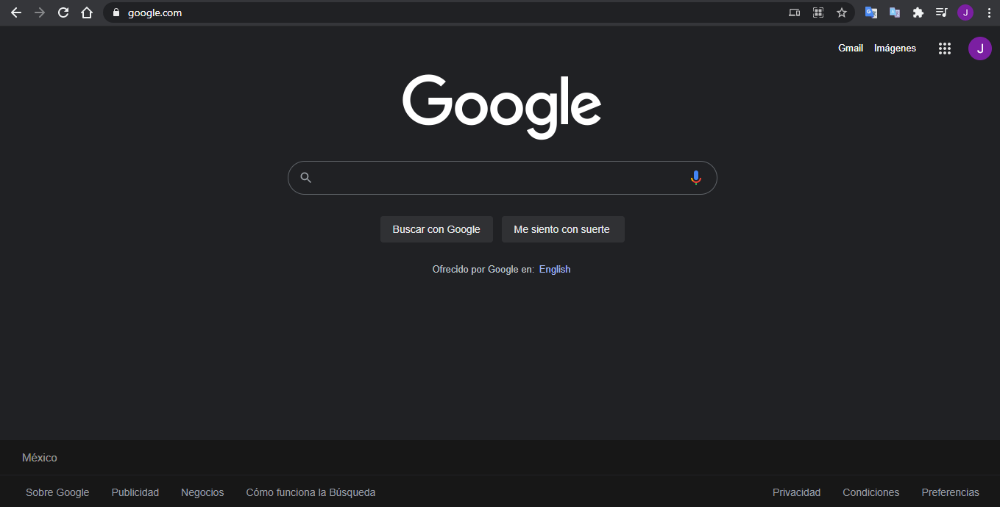 google.com
J
Gmail Imágenes
J
Google
Buscar con Google Me siento con suerte
Ofrecido por Google en: English
México
Sobre Google Publicidad Negocios Cómo funciona la Búsqueda Privacidad Condiciones Preferencias